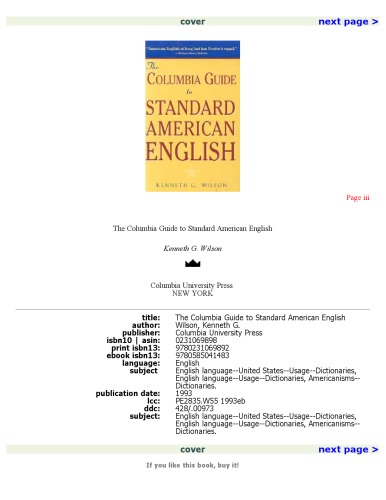 cover next page >
"American English at long last has Fowler's equal."
The
COLUMBIA GUIDE
to
STANDARD
AMERICAN
ENGLISH
KENNETH G. WILSON
Page iii
The Columbia Guide to Standard American English
Kenneth G. Wilson
Columbia University Press
NEW YORK
title: The Columbia Guide to Standard American English
author: Wilson, Kenneth G.
publisher: Columbia University Press
isbn10 | asin: 0231069898
print isbn13: 9780231069892
ebook isbn13: 9780585041483
language: English
subject English language--United States--Usage--Dictionaries,
English language--Usage--Dictionaries, Americanisms--
Dictionaries.
publication date: 1993
lcc: PE2835.W55 1993eb
ddc: 428/.00973
subject: English language--United States--Usage--Dictionaries,
English language--Usage--Dictionaries, Americanisms--
Dictionaries.
cover next page >
If you like this book, buy it!